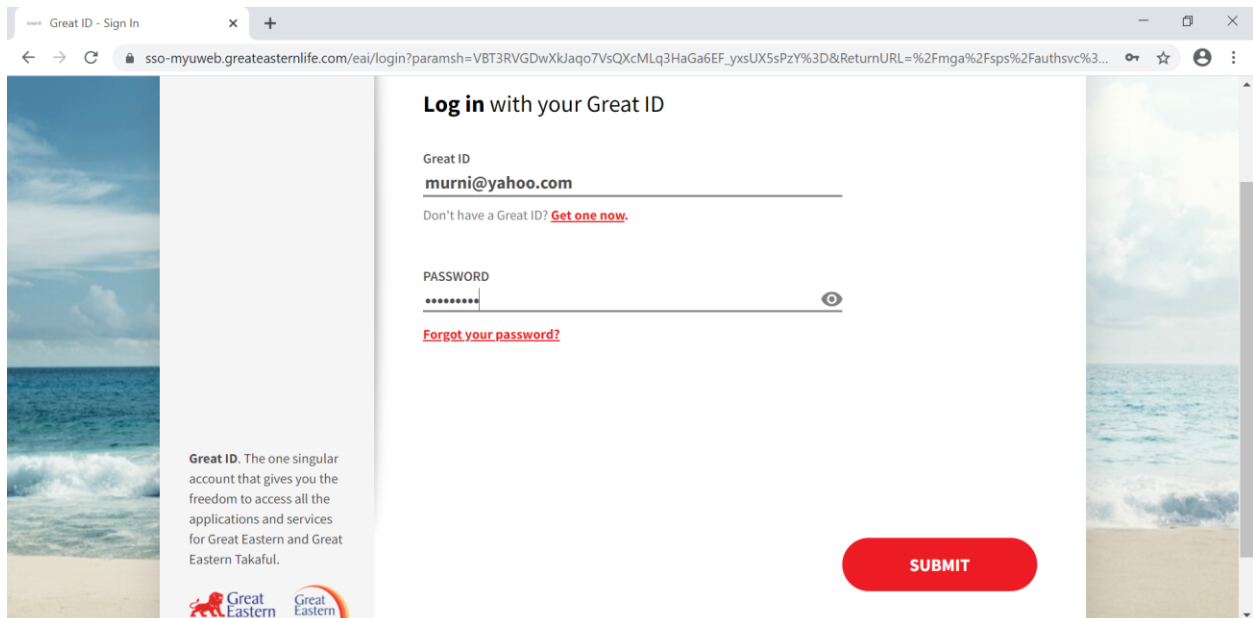 Great ID - Sign In
sso-myuweb.greateasternlife.com/eai/login?paramsh=VBT3RVGDwXkJaqo7VsQXcMLq3HaGa6EF_yxsUX5sPzY%3D&ReturnURL=%2Fmga%2Fsps%2Fauthsvc%3...
Log in with your Great ID
Great ID
murni@yahoo.com
Don't have a Great ID? Get one now.
PASSWORD
•••••••••
Forgot your password?
Great ID. The one singular
account that gives you the
freedom to access all the
applications and services
for Great Eastern and Great
Eastern Takaful.
Great
Eastern
Great
Eastern
SUBMIT